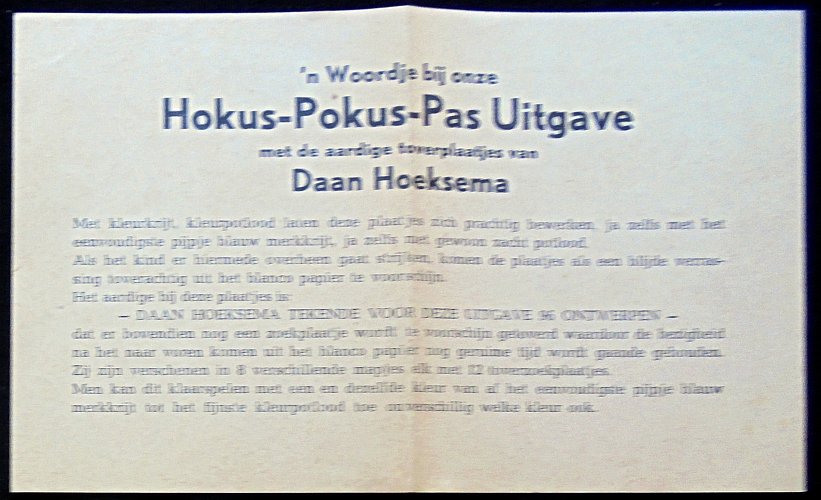 'n Woordje bij onze
Hokus-Pokus-Pas Uitgave
met de aardige toverplaatjes van
Daan Hoeksema
Met kleurkrijt, kleurpotlood laten deze plaatjes zich prachtig bewerken, ja zelfs met het
eenvoudigste pijpje blauw merkkrijt, ja zelfs met gewoon zacht potlood.
Als het kind er hiermede overheen gaat strijken, komen de plaatjes als een blijde verras-
sing toverachtig uit het blanco papier te voorschijn.
Het aardige bij deze plaatjes is:
— DAAN HOEKSEMA TEKENDE VOOR DEZE UITGAVE 96 ONTWERPEN —
dat er bovendien nog een zoekplaatje wordt te voorschijn getoverd waardoor de bezigheid
na het naar voren komen uit het blanco papier nog geruime tijd wordt gaande gehouden.
Zij zijn verschenen in 8 verschillende mapjes elk met 12 toverzoekplaatjes.
Men kan dit klaarspelen met een en dezelfde kleur van af het eenvoudigste pijpje blauw
merkkrijt tot het fijnste kleurpotlood toe onverschillig welke kleur ook.